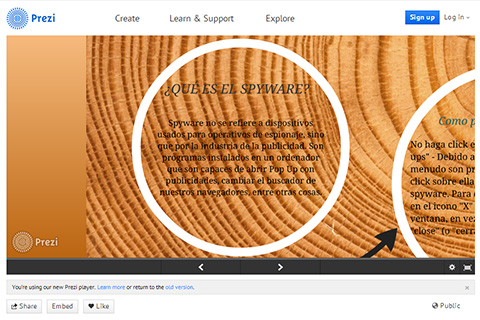 Prezi
Create
Learn & Support
Explore
Sign up
Log in
¿QUÉ ES EL SPYWARE?
Spyware no se refiere a dispositivos
usados para operativos de espionaje, sino
que por la industria de la publicidad. Son
programas instalados en un ordenador
que son capaces de abrir Pop Up con
publicidades, cambiar el buscador de
nuestros navegadores, entre otras cosas.
Como p
No haga click e
ups" - Debido a
menudo son pr
click sobre ella
spyware. Para
en el icono "X"
ventana, en vez
"close" to "cerra
Prezi
You're using our new Prezi player. Learn more or return to the old version.
Share
Embed
Like
Public